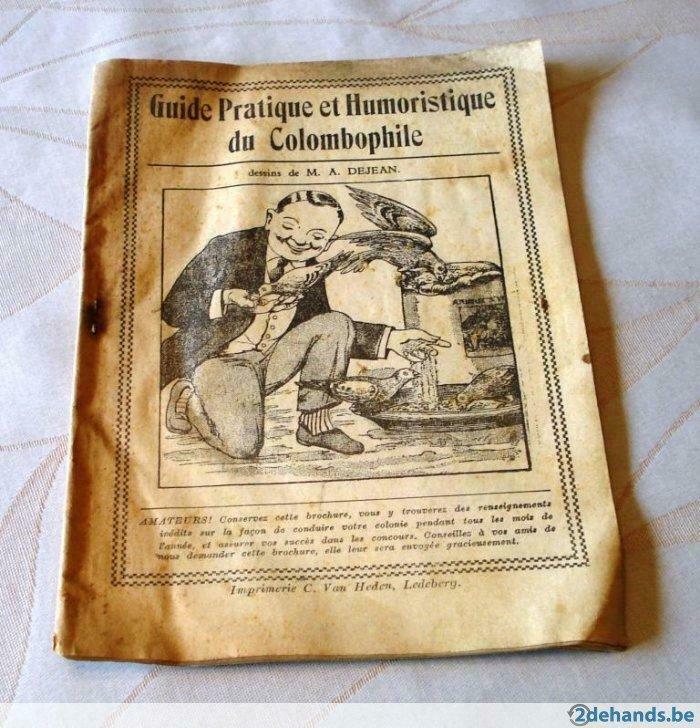 Guide Pratique et Humoristique
du Colombophile
dessins de M. A. DEJEAN.
AMATEURS! Conservez cette brochure, vous y trouverez des renseignements
inédits sur la façon de conduire votre colonie pendant tous les mois de
l'année, et assurer vos succès dans les concours. Conseillez à vos amis de
nous demander cette brochure, elle leur sera envoyée gracieusement.
Imprimerie C. Van Heden, Ledeberg.
2dehands.be